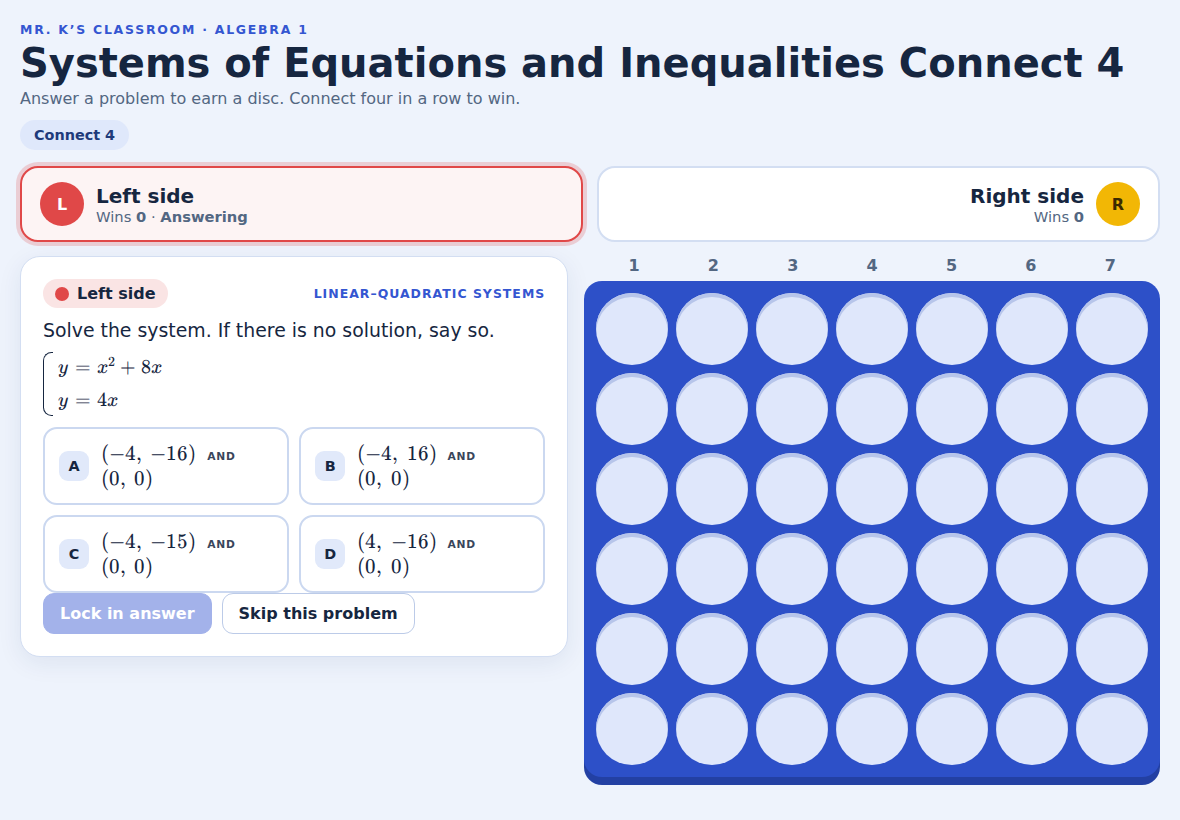 MR. K’S CLASSROOM · ALGEBRA 1
Systems of Equations and Inequalities Connect 4
Answer a problem to earn a disc. Connect four in a row to win.
Connect 4
L
Left side
Wins 0 · Answering
Right side
Wins 0
R
Left side
LINEAR–QUADRATIC SYSTEMS
Solve the system. If there is no solution, say so.
y = x² + 8x
y = 4x
A
(−4, −16) AND
(0, 0)
B
(−4, 16) AND
(0, 0)
C
(−4, −15) AND
(0, 0)
D
(4, −16) AND
(0, 0)
Lock in answer
Skip this problem
1 2 3 4 5 6 7